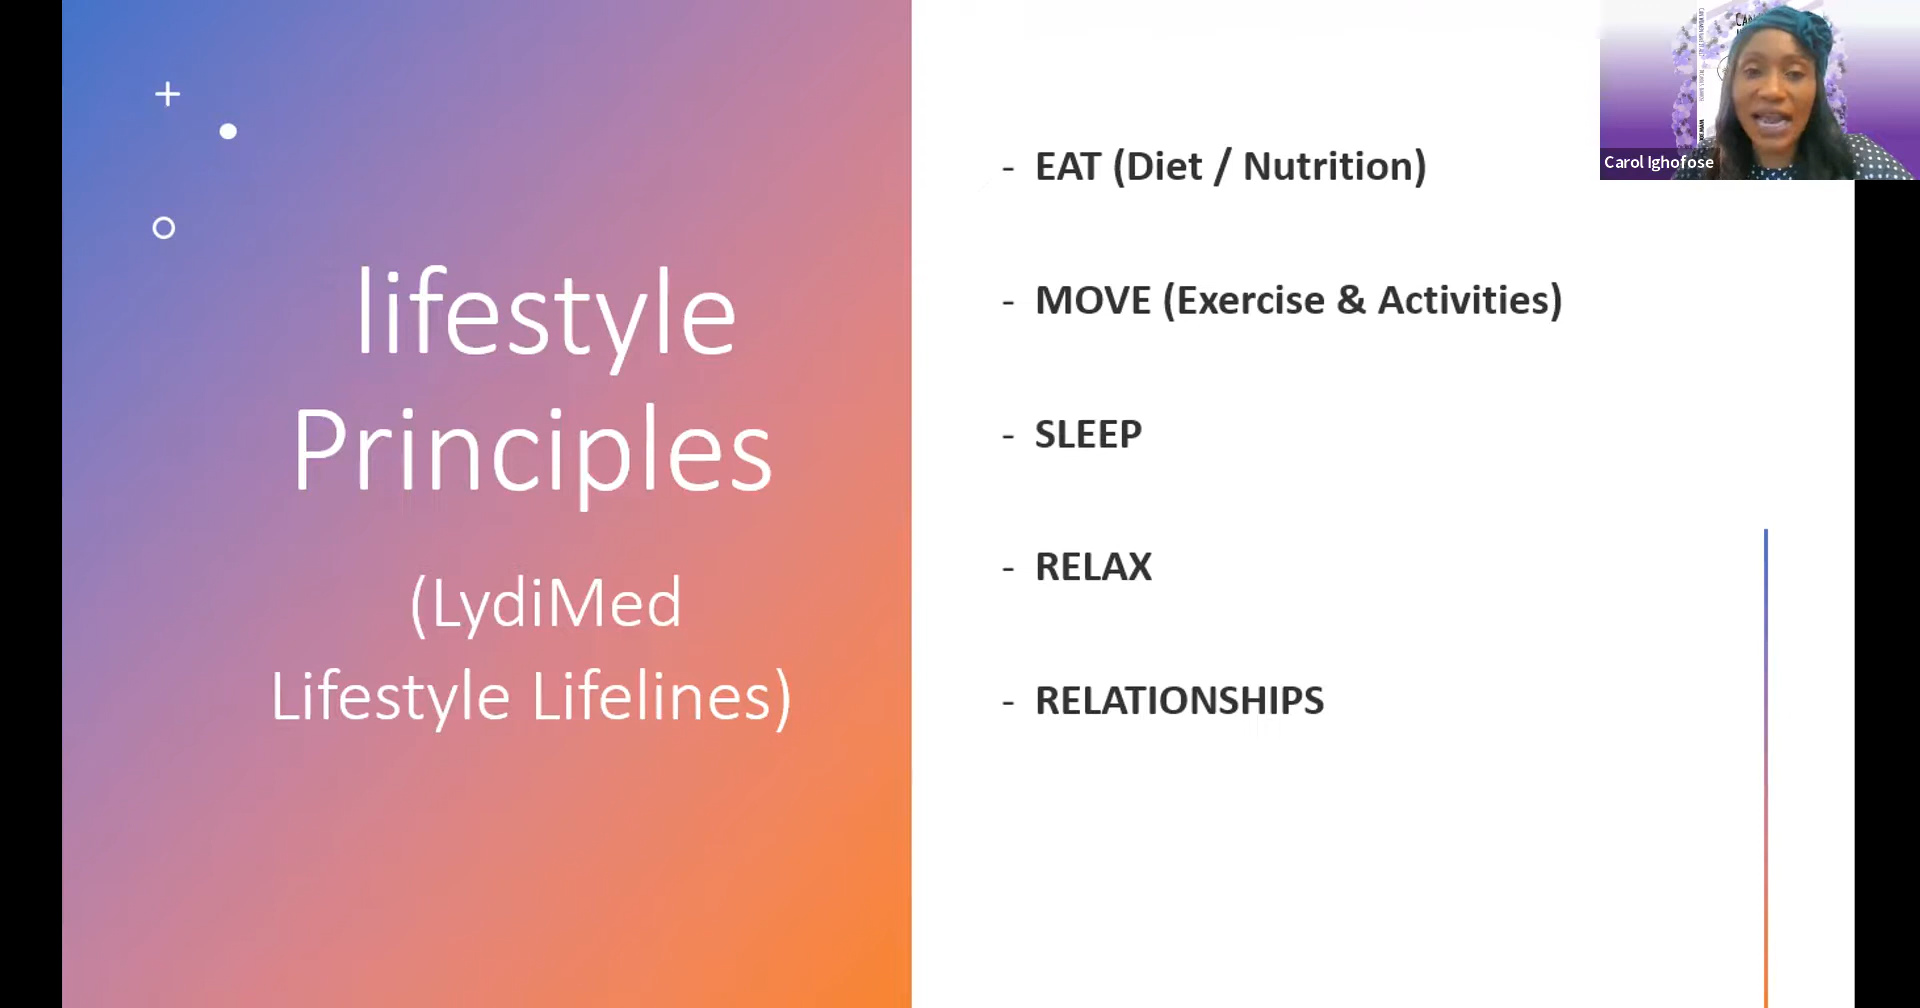 lifestyle
Principles
(LydiMed
Lifestyle Lifelines)
- EAT (Diet / Nutrition)
- MOVE (Exercise & Activities)
- SLEEP
- RELAX
- RELATIONSHIPS
Carol Ighofose